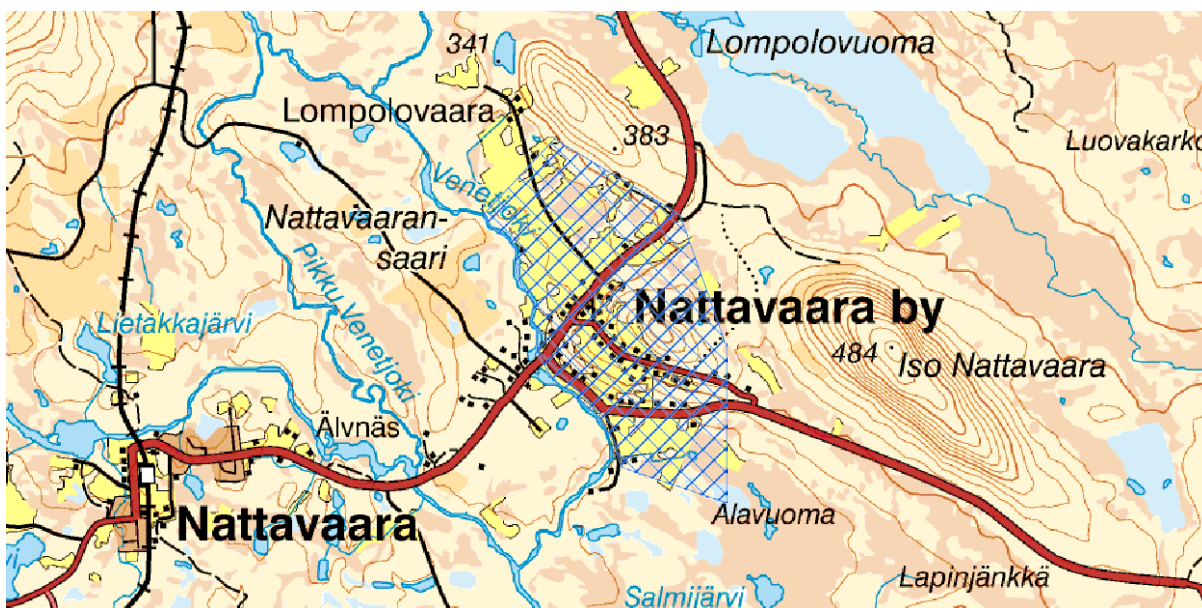 341
Lompolovuoma
Lompolovaara
383
Luovakarko
Venetjoki
Nattavaaran-
saari
Pikku Venetjoki
Nattavaara by
Lietakkajärvi
484
Iso Nattavaara
Älvnäs
Nattavaara
Alavuoma
Lapinjänkkä
Salmijärvi